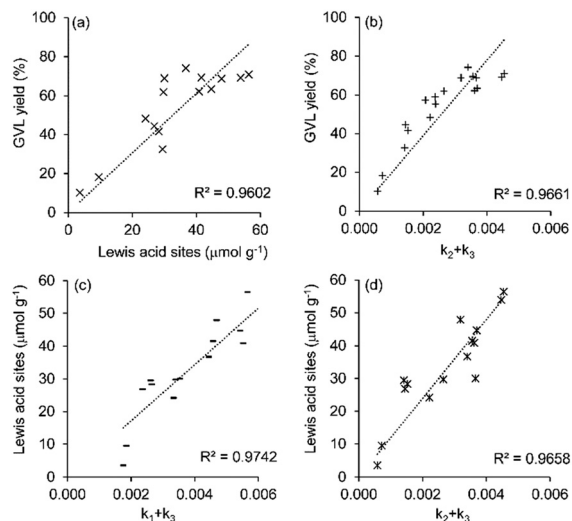 (a)
GVL yield (%)
100
80
60
40
20
0
0
20
40
60
R² = 0.9602
Lewis acid sites (μmol g⁻¹)
(b)
GVL yield (%)
100
80
60
40
20
0
0.000
0.002
0.004
0.006
R² = 0.9661
k₂+k₃
(c)
Lewis acid sites (μmol g⁻¹)
60
50
40
30
20
10
0
0.000
0.002
0.004
0.006
R² = 0.9742
k₁+k₃
(d)
Lewis acid sites (μmol g⁻¹)
60
50
40
30
20
10
0
0.000
0.002
0.004
0.006
R² = 0.9658
k₂+k₃